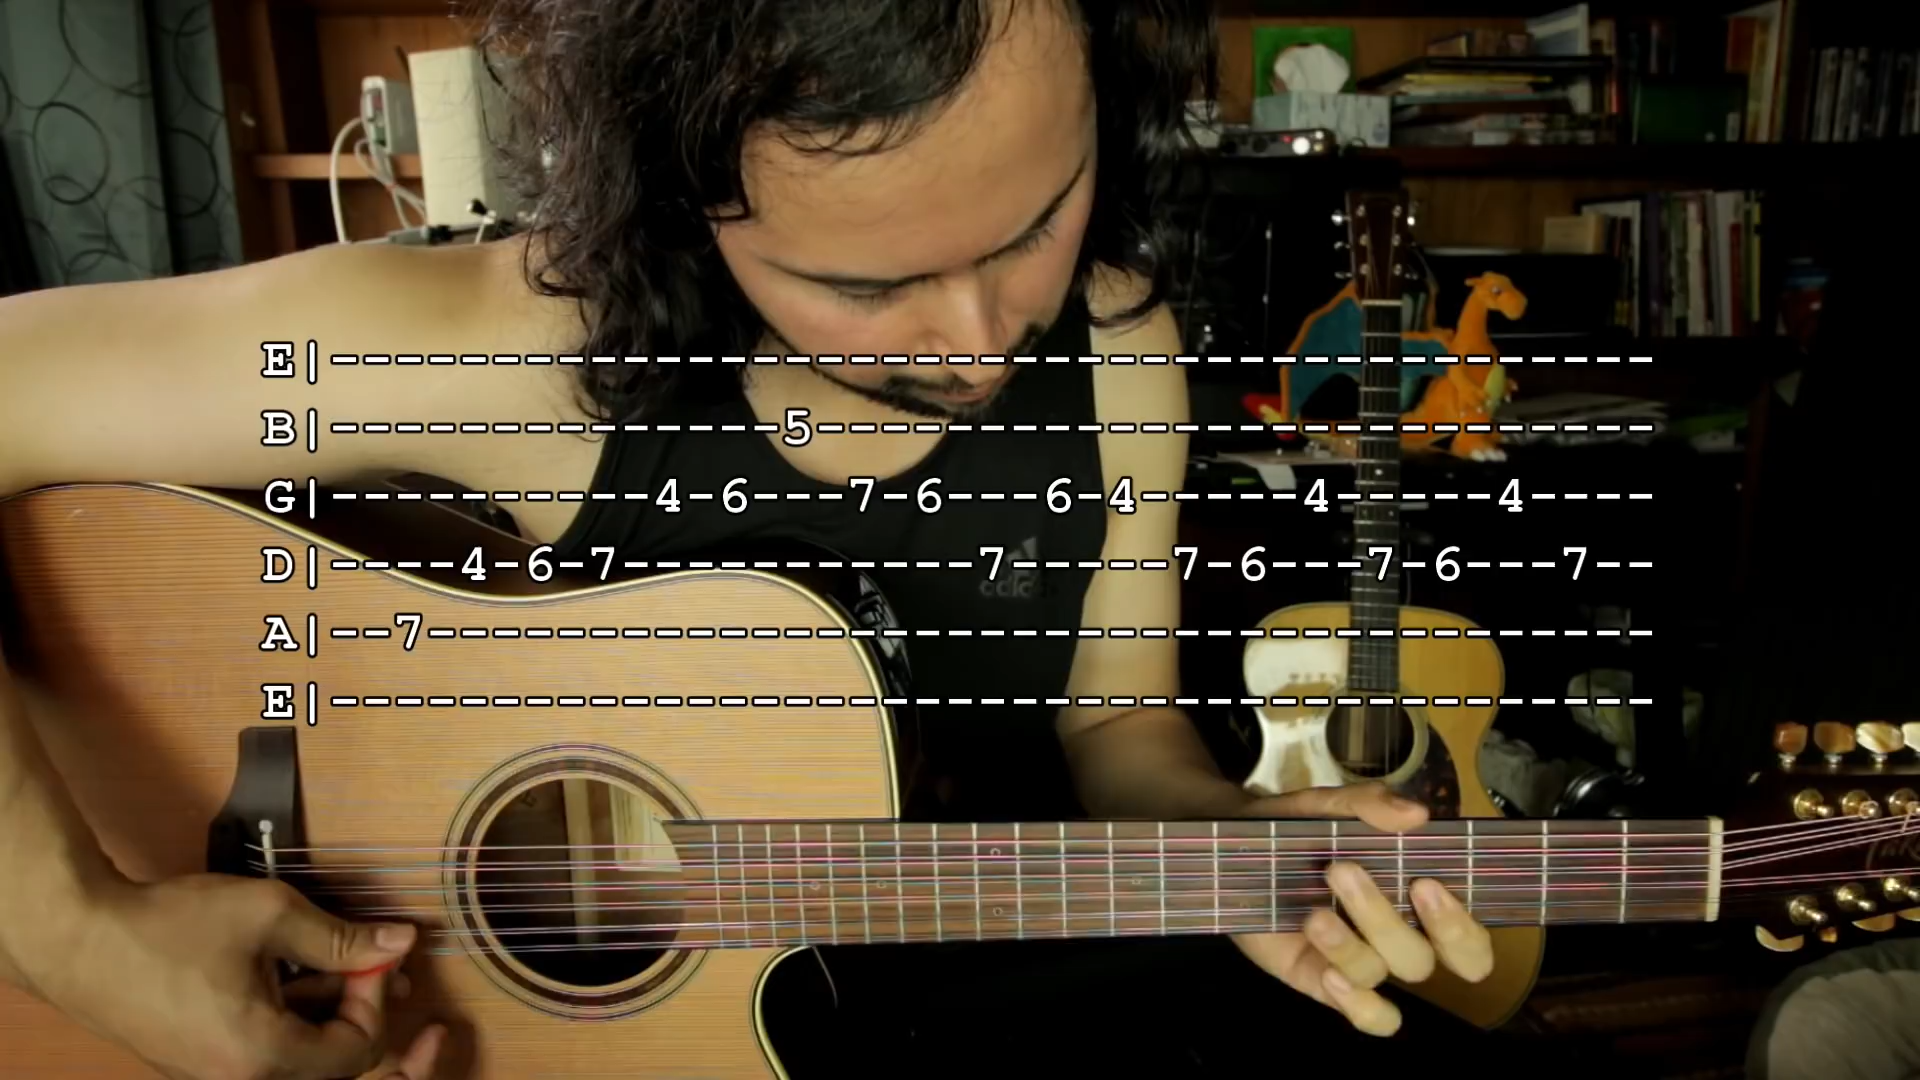 E|-----------------------------------------
B|--------------5--------------------------
G|----------4-6---7-6---6-4-----4-----4----
D|----4-6-7-----------7-----7-6---7-6---7--
A|--7--------------------------------------
E|-----------------------------------------
adidas